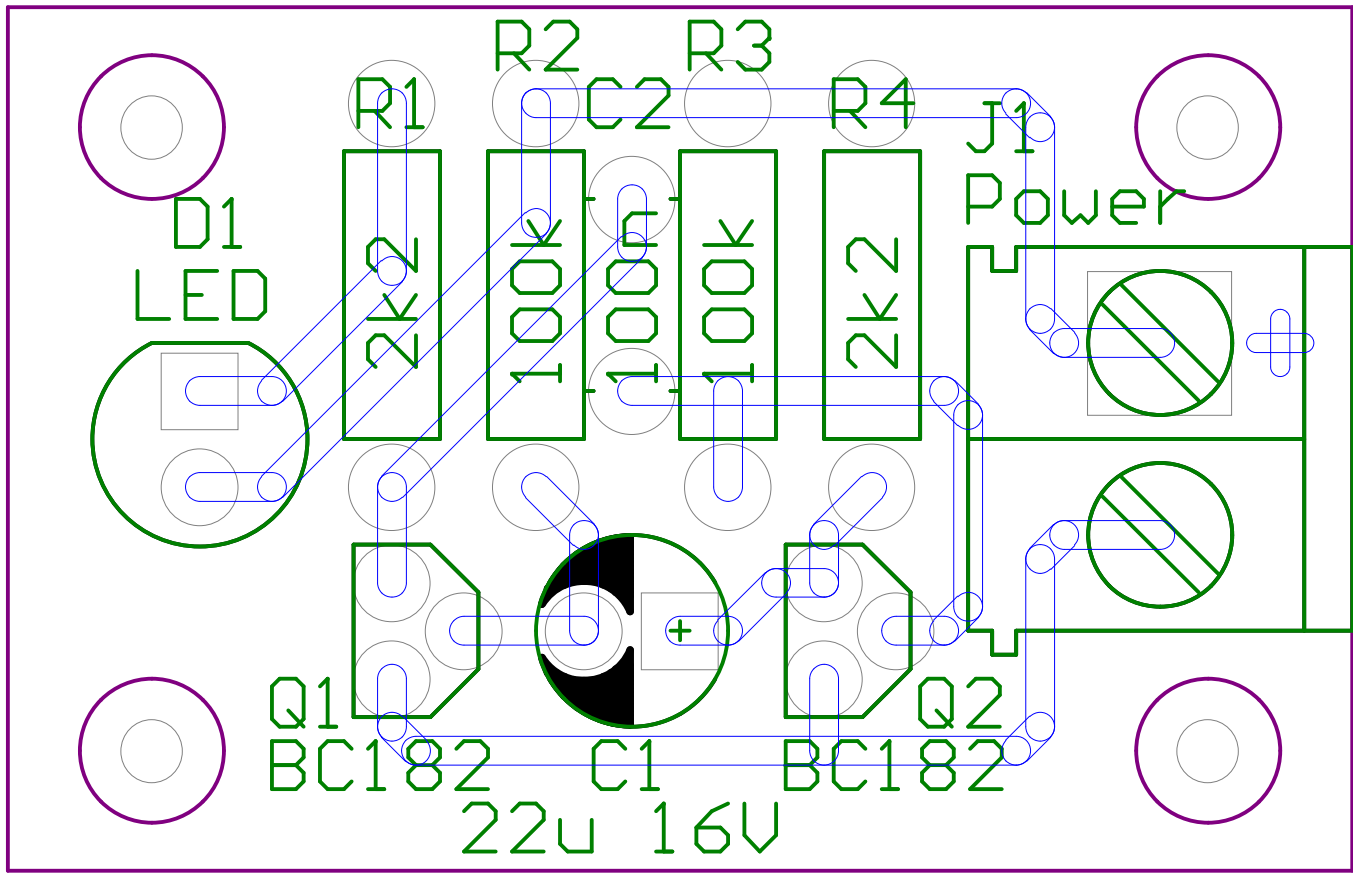 R2
R3
R1
C2
R4
J1
Power
D1
LED
2k2
100k
100n
100k
2k2
+
Q1
BC182
C1
22u 16V
Q2
BC182